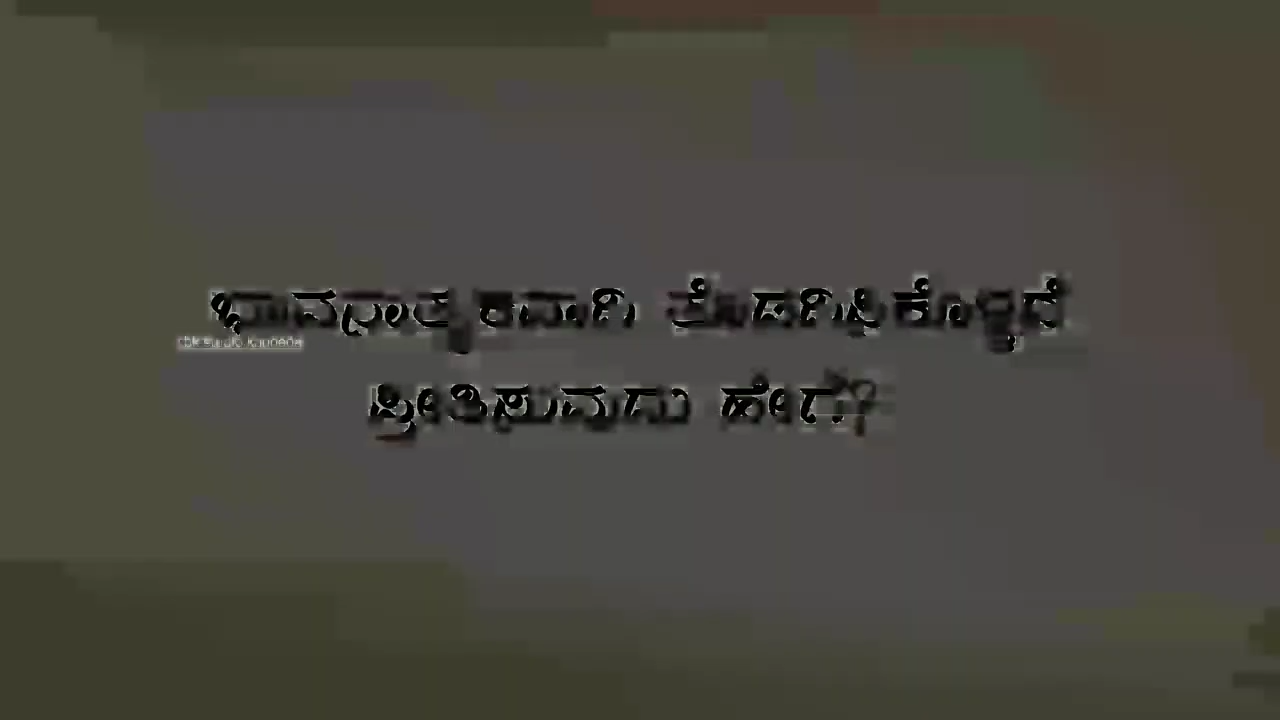 ಭಾವನಾತ್ಮಕವಾಗಿ ತೊಡಗಿಸಿಕೊಳ್ಳದೆ
ಪ್ರೀತಿಸುವುದು ಹೇಗೆ?